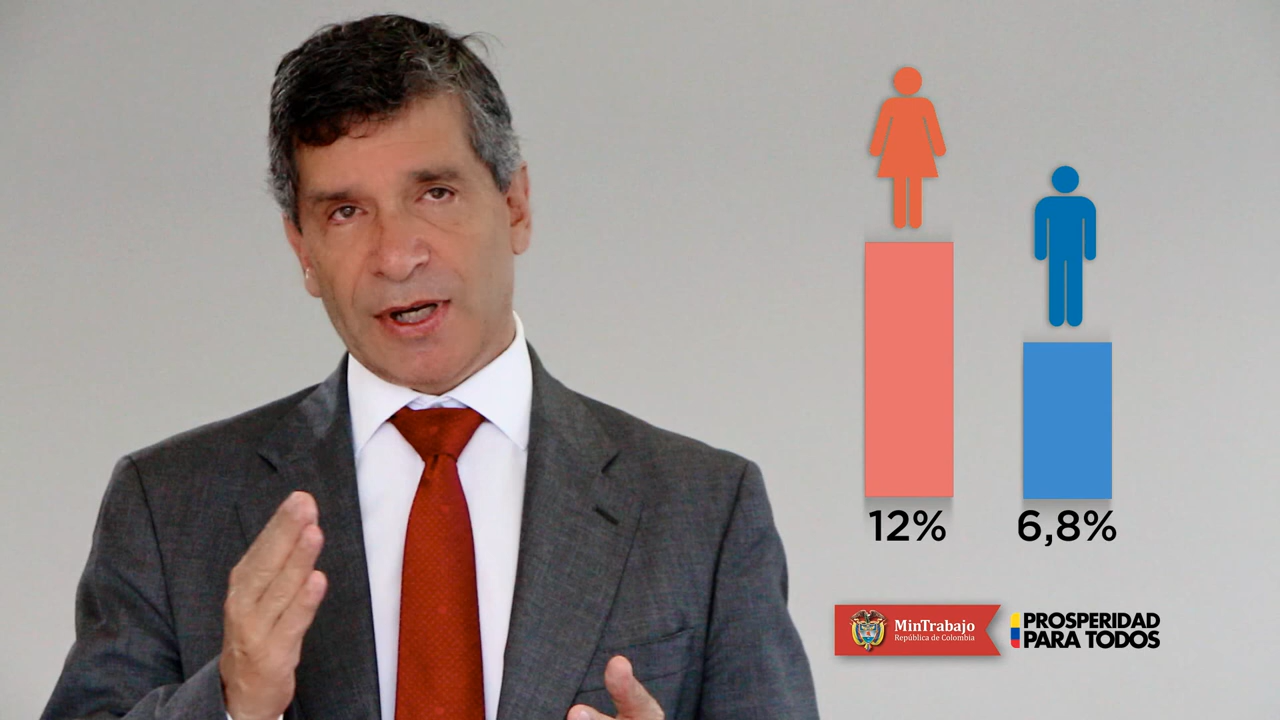 12% 6,8%
MinTrabajo
República de Colombia
PROSPERIDAD
PARA TODOS